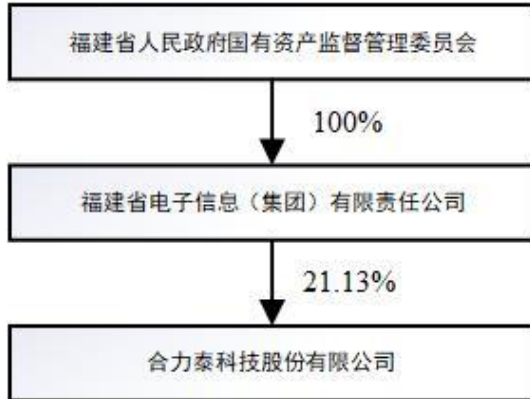 福建省人民政府国有资产监督管理委员会
100%
福建省电子信息（集团）有限责任公司
21.13%
合力泰科技股份有限公司